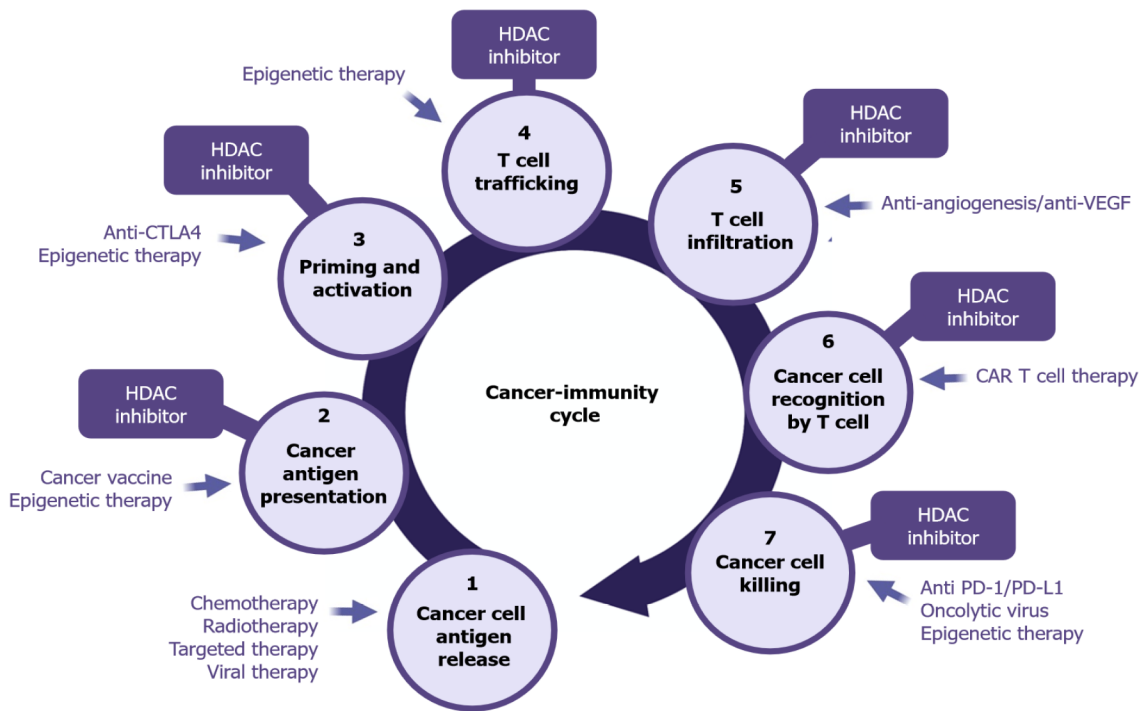 HDAC
inhibitor
Epigenetic therapy
4
T cell
trafficking
HDAC
inhibitor
HDAC
inhibitor
5
T cell
infiltration
Anti-angiogenesis/anti-VEGF
Anti-CTLA4
Epigenetic therapy
3
Priming and
activation
HDAC
inhibitor
6
Cancer cell
recognition
by T cell
CAR T cell therapy
Cancer-immunity
cycle
HDAC
inhibitor
2
Cancer
antigen
presentation
Cancer vaccine
Epigenetic therapy
HDAC
inhibitor
7
Cancer cell
killing
Anti PD-1/PD-L1
Oncolytic virus
Epigenetic therapy
1
Cancer cell
antigen
release
Chemotherapy
Radiotherapy
Targeted therapy
Viral therapy